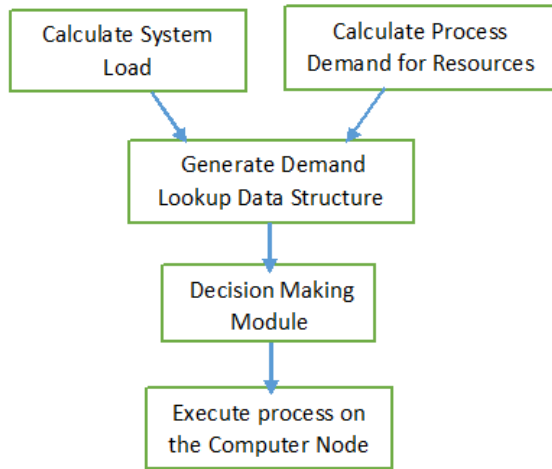 Calculate System
Load
Calculate Process
Demand for Resources
Generate Demand
Lookup Data Structure
Decision Making
Module
Execute process on
the Computer Node